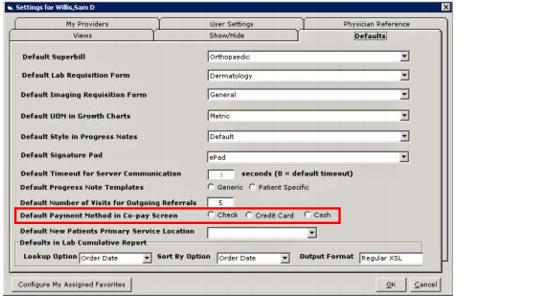 Settings for Willis,Sam D
My Providers User Settings Physician Reference
Views Show/Hide Defaults
Default Superbill Orthopaedic
Default Lab Requisition Form Dermatology
Default Imaging Requisition Form General
Default UOM in Growth Charts Metric
Default Style in Progress Notes Default
Default Signature Pad ePad
Default Timeout for Server Communication 3 seconds (0 = default timeout)
Default Progress Note Templates Generic Patient Specific
Default Number of Visits for Outgoing Referrals 5
Default Payment Method in Co-pay Screen Check Credit Card Cash
Default New Patients Primary Service Location
Defaults in Lab Cumulative Report
Lookup Option Order Date Sort By Option Order Date Output Format Regular XSL
Configure My Assigned Favorites OK Cancel